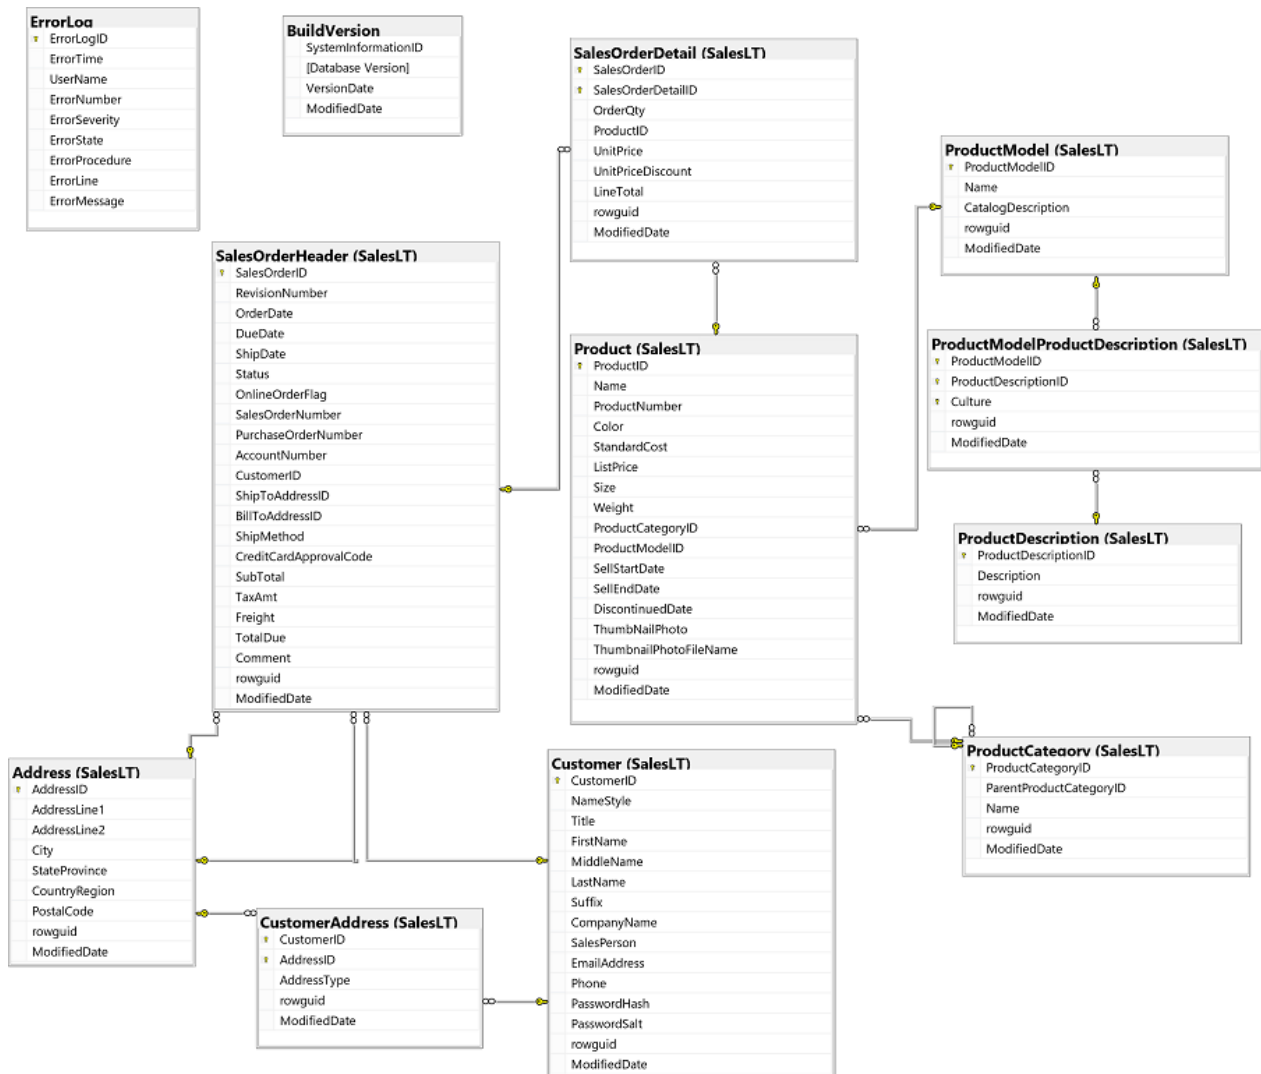 ErrorLog
ErrorLogID
ErrorTime
UserName
ErrorNumber
ErrorSeverity
ErrorState
ErrorProcedure
ErrorLine
ErrorMessage
BuildVersion
SystemInformationID
[Database Version]
VersionDate
ModifiedDate
SalesOrderDetail (SalesLT)
SalesOrderID
SalesOrderDetailID
OrderQty
ProductID
UnitPrice
UnitPriceDiscount
LineTotal
rowguid
ModifiedDate
ProductModel (SalesLT)
ProductModelID
Name
CatalogDescription
rowguid
ModifiedDate
SalesOrderHeader (SalesLT)
SalesOrderID
RevisionNumber
OrderDate
DueDate
ShipDate
Status
OnlineOrderFlag
SalesOrderNumber
PurchaseOrderNumber
AccountNumber
CustomerID
ShipToAddressID
BillToAddressID
ShipMethod
CreditCardApprovalCode
SubTotal
TaxAmt
Freight
TotalDue
Comment
rowguid
ModifiedDate
Product (SalesLT)
ProductID
Name
ProductNumber
Color
StandardCost
ListPrice
Size
Weight
ProductCategoryID
ProductModelID
SellStartDate
SellEndDate
DiscontinuedDate
ThumbNailPhoto
ThumbnailPhotoFileName
rowguid
ModifiedDate
ProductModelProductDescription (SalesLT)
ProductModelID
ProductDescriptionID
Culture
rowguid
ModifiedDate
ProductDescription (SalesLT)
ProductDescriptionID
Description
rowguid
ModifiedDate
ProductCategory (SalesLT)
ProductCategoryID
ParentProductCategoryID
Name
rowguid
ModifiedDate
Address (SalesLT)
AddressID
AddressLine1
AddressLine2
City
StateProvince
CountryRegion
PostalCode
rowguid
ModifiedDate
CustomerAddress (SalesLT)
CustomerID
AddressID
AddressType
rowguid
ModifiedDate
Customer (SalesLT)
CustomerID
NameStyle
Title
FirstName
MiddleName
LastName
Suffix
CompanyName
SalesPerson
EmailAddress
Phone
PasswordHash
PasswordSalt
rowguid
ModifiedDate